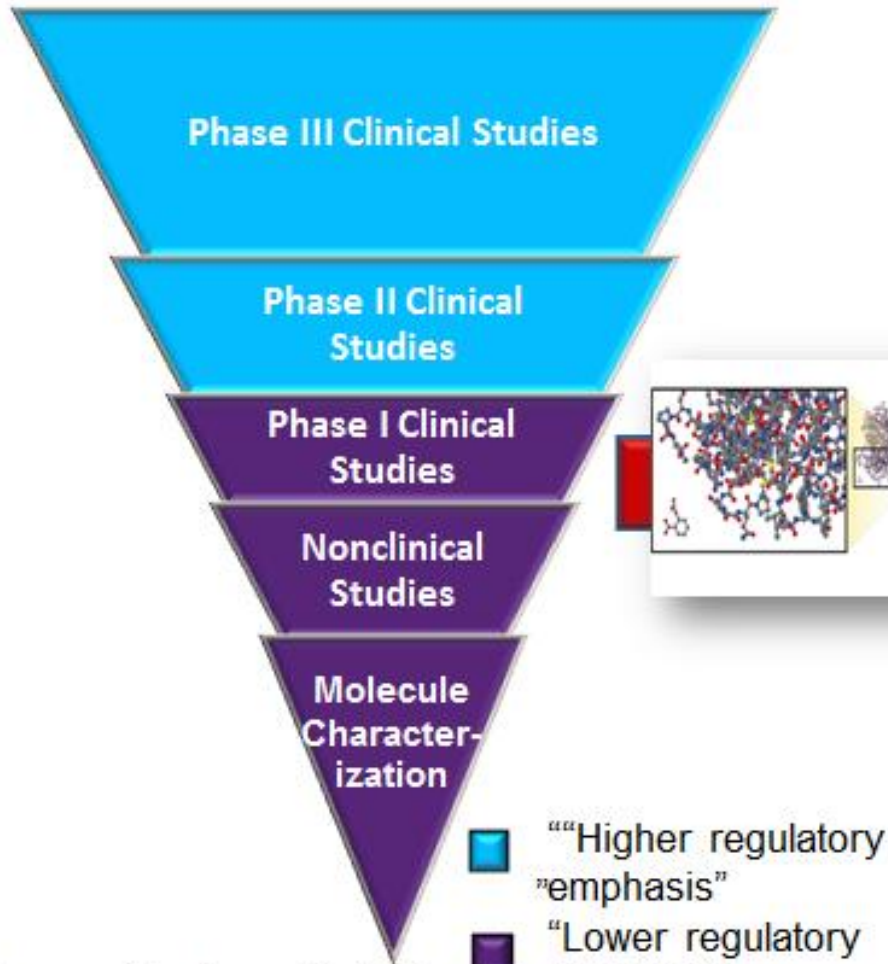 Phase III Clinical Studies
Phase II Clinical
Studies
Phase I Clinical
Studies
Nonclinical
Studies
Molecule
Character-
ization
““Higher regulatory
”emphasis”
“Lower regulatory